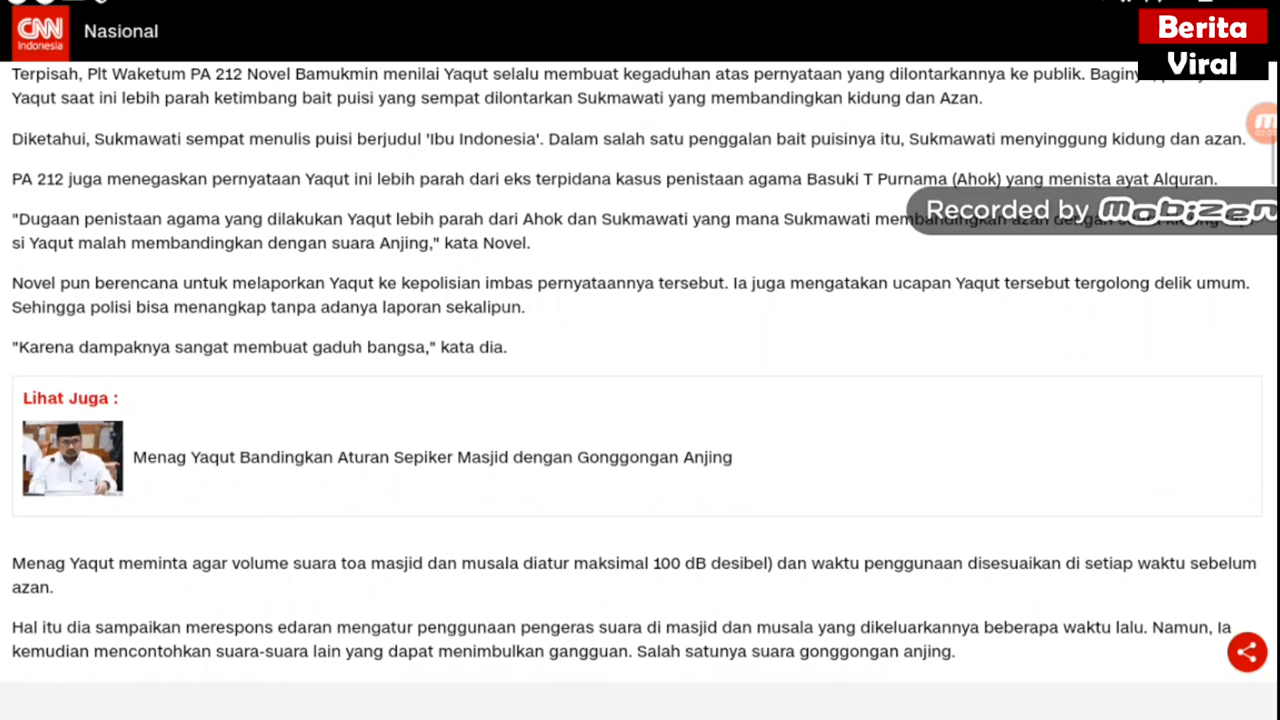 CNN
Indonesia
Nasional
Berita
Viral
Terpisah, Plt Waketum PA 212 Novel Bamukmin menilai Yaqut selalu membuat kegaduhan atas pernyataan yang dilontarkannya ke publik.
Yaqut saat ini lebih parah ketimbang bait puisi yang sempat dilontarkan Sukmawati yang membandingkan kidung dan Azan.
Diketahui, Sukmawati sempat menulis puisi berjudul 'Ibu Indonesia'. Dalam salah satu penggalan bait puisinya itu, Sukmawati menyinggung kidung dan azan.
PA 212 juga menegaskan pernyataan Yaqut ini lebih parah dari eks terpidana kasus penistaan agama Basuki T Purnama (Ahok) yang menista ayat Alquran.
Recorded by Mobizen
"Dugaan penistaan agama yang dilakukan Yaqut lebih parah dari Ahok dan Sukmawati yang mana Sukmawati membandingkan azan dengan
si Yaqut malah membandingkan dengan suara Anjing," kata Novel.
Novel pun berencana untuk melaporkan Yaqut ke kepolisian imbas pernyataannya tersebut. Ia juga mengatakan ucapan Yaqut tersebut tergolong delik umum.
Sehingga polisi bisa menangkap tanpa adanya laporan sekalipun.
"Karena dampaknya sangat membuat gaduh bangsa," kata dia.
Lihat Juga :
Menag Yaqut Bandingkan Aturan Sepiker Masjid dengan Gonggongan Anjing
Menag Yaqut meminta agar volume suara toa masjid dan musala diatur maksimal 100 dB desibel) dan waktu penggunaan disesuaikan di setiap waktu sebelum
azan.
Hal itu dia sampaikan merespons edaran mengatur penggunaan pengeras suara di masjid dan musala yang dikeluarkannya beberapa waktu lalu. Namun, Ia
kemudian mencontohkan suara-suara lain yang dapat menimbulkan gangguan. Salah satunya suara gonggongan anjing.